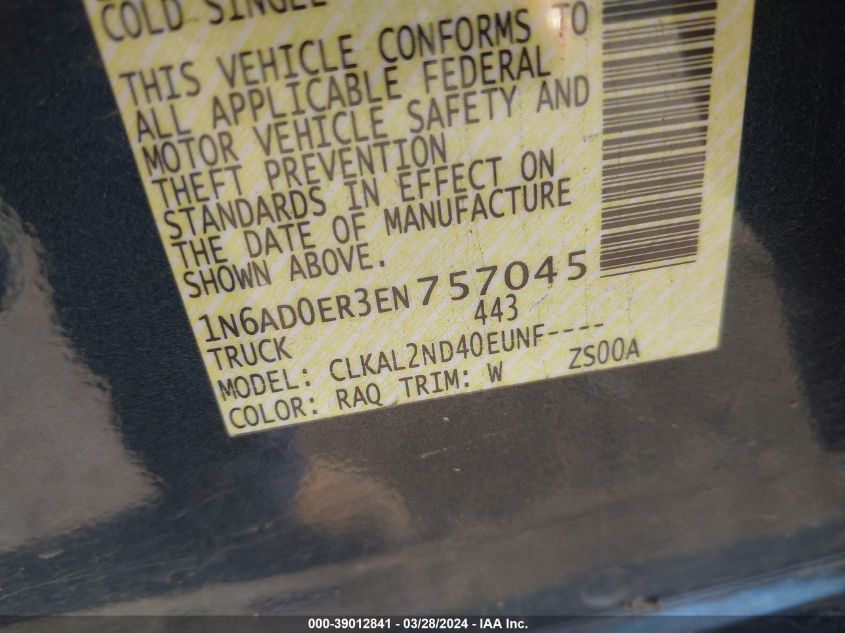 COLD SINGLE
THIS VEHICLE CONFORMS TO
ALL APPLICABLE FEDERAL
MOTOR VEHICLE SAFETY AND
THEFT PREVENTION
STANDARDS IN EFFECT ON
THE DATE OF MANUFACTURE
SHOWN ABOVE.
1N6AD0ER3EN757045
TRUCK 443
MODEL: CLKAL2ND40EUNF----
COLOR: RAQ TRIM: W ZS00A
000-39012841 - 03/28/2024 - IAA Inc.